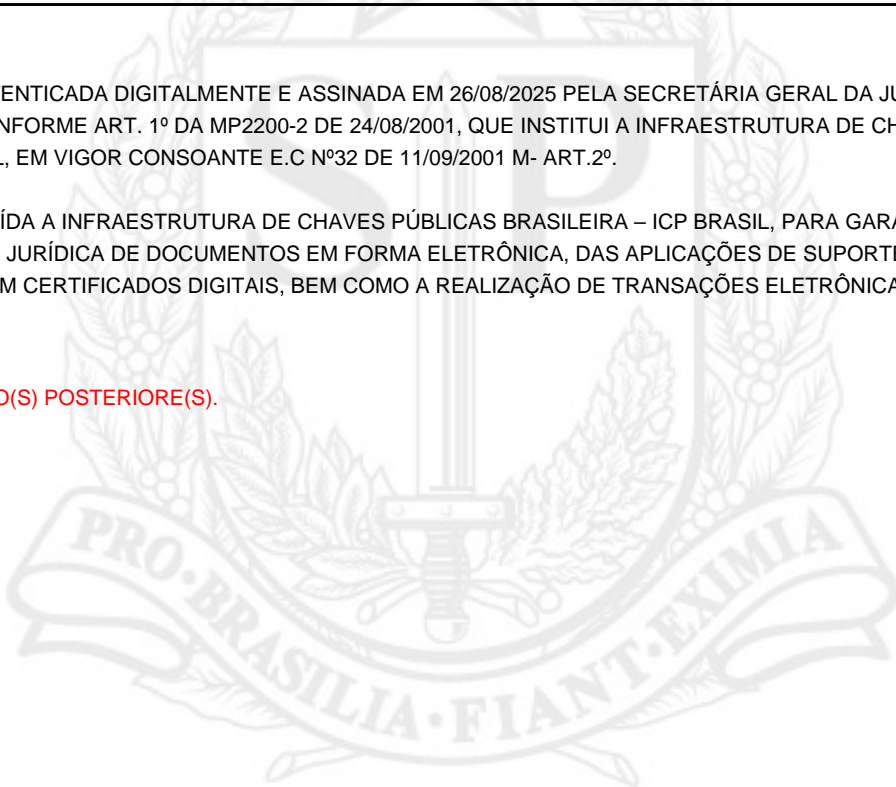 ENTICADA DIGITALMENTE E ASSINADA EM 26/08/2025 PELA SECRETÁRIA GERAL DA JU
NFORME ART. 1º DA MP2200-2 DE 24/08/2001, QUE INSTITUI A INFRAESTRUTURA DE CH
L, EM VIGOR CONSOANTE E.C Nº32 DE 11/09/2001 M- ART.2º.
ÍDA A INFRAESTRUTURA DE CHAVES PÚBLICAS BRASILEIRA – ICP BRASIL, PARA GARA
JURÍDICA DE DOCUMENTOS EM FORMA ELETRÔNICA, DAS APLICAÇÕES DE SUPORTE
M CERTIFICADOS DIGITAIS, BEM COMO A REALIZAÇÃO DE TRANSAÇÕES ELETRÔNICA
O(S) POSTERIORE(S).
SP
PRO·BRASILIA·FIANT·EXIMIA